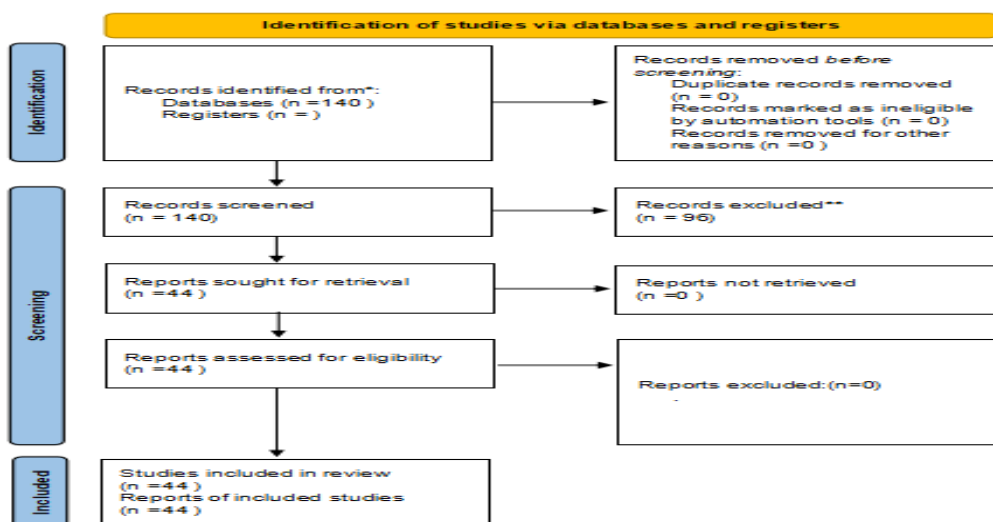 Identification of studies via databases and registers
Identification
Records identified from*:
Databases (n =140 )
Registers (n = )
Records removed before
screening:
Duplicate records removed
(n = 0)
Records marked as ineligible
by automation tools (n = 0)
Records removed for other
reasons (n =0 )
Screening
Records screened
(n = 140)
Records excluded**
(n = 96)
Reports sought for retrieval
(n =44 )
Reports not retrieved
(n =0 )
Reports assessed for eligibility
(n =44 )
Reports excluded:(n=0)
.
Included
Studies included in review
(n =44 )
Reports of included studies
(n =44 )